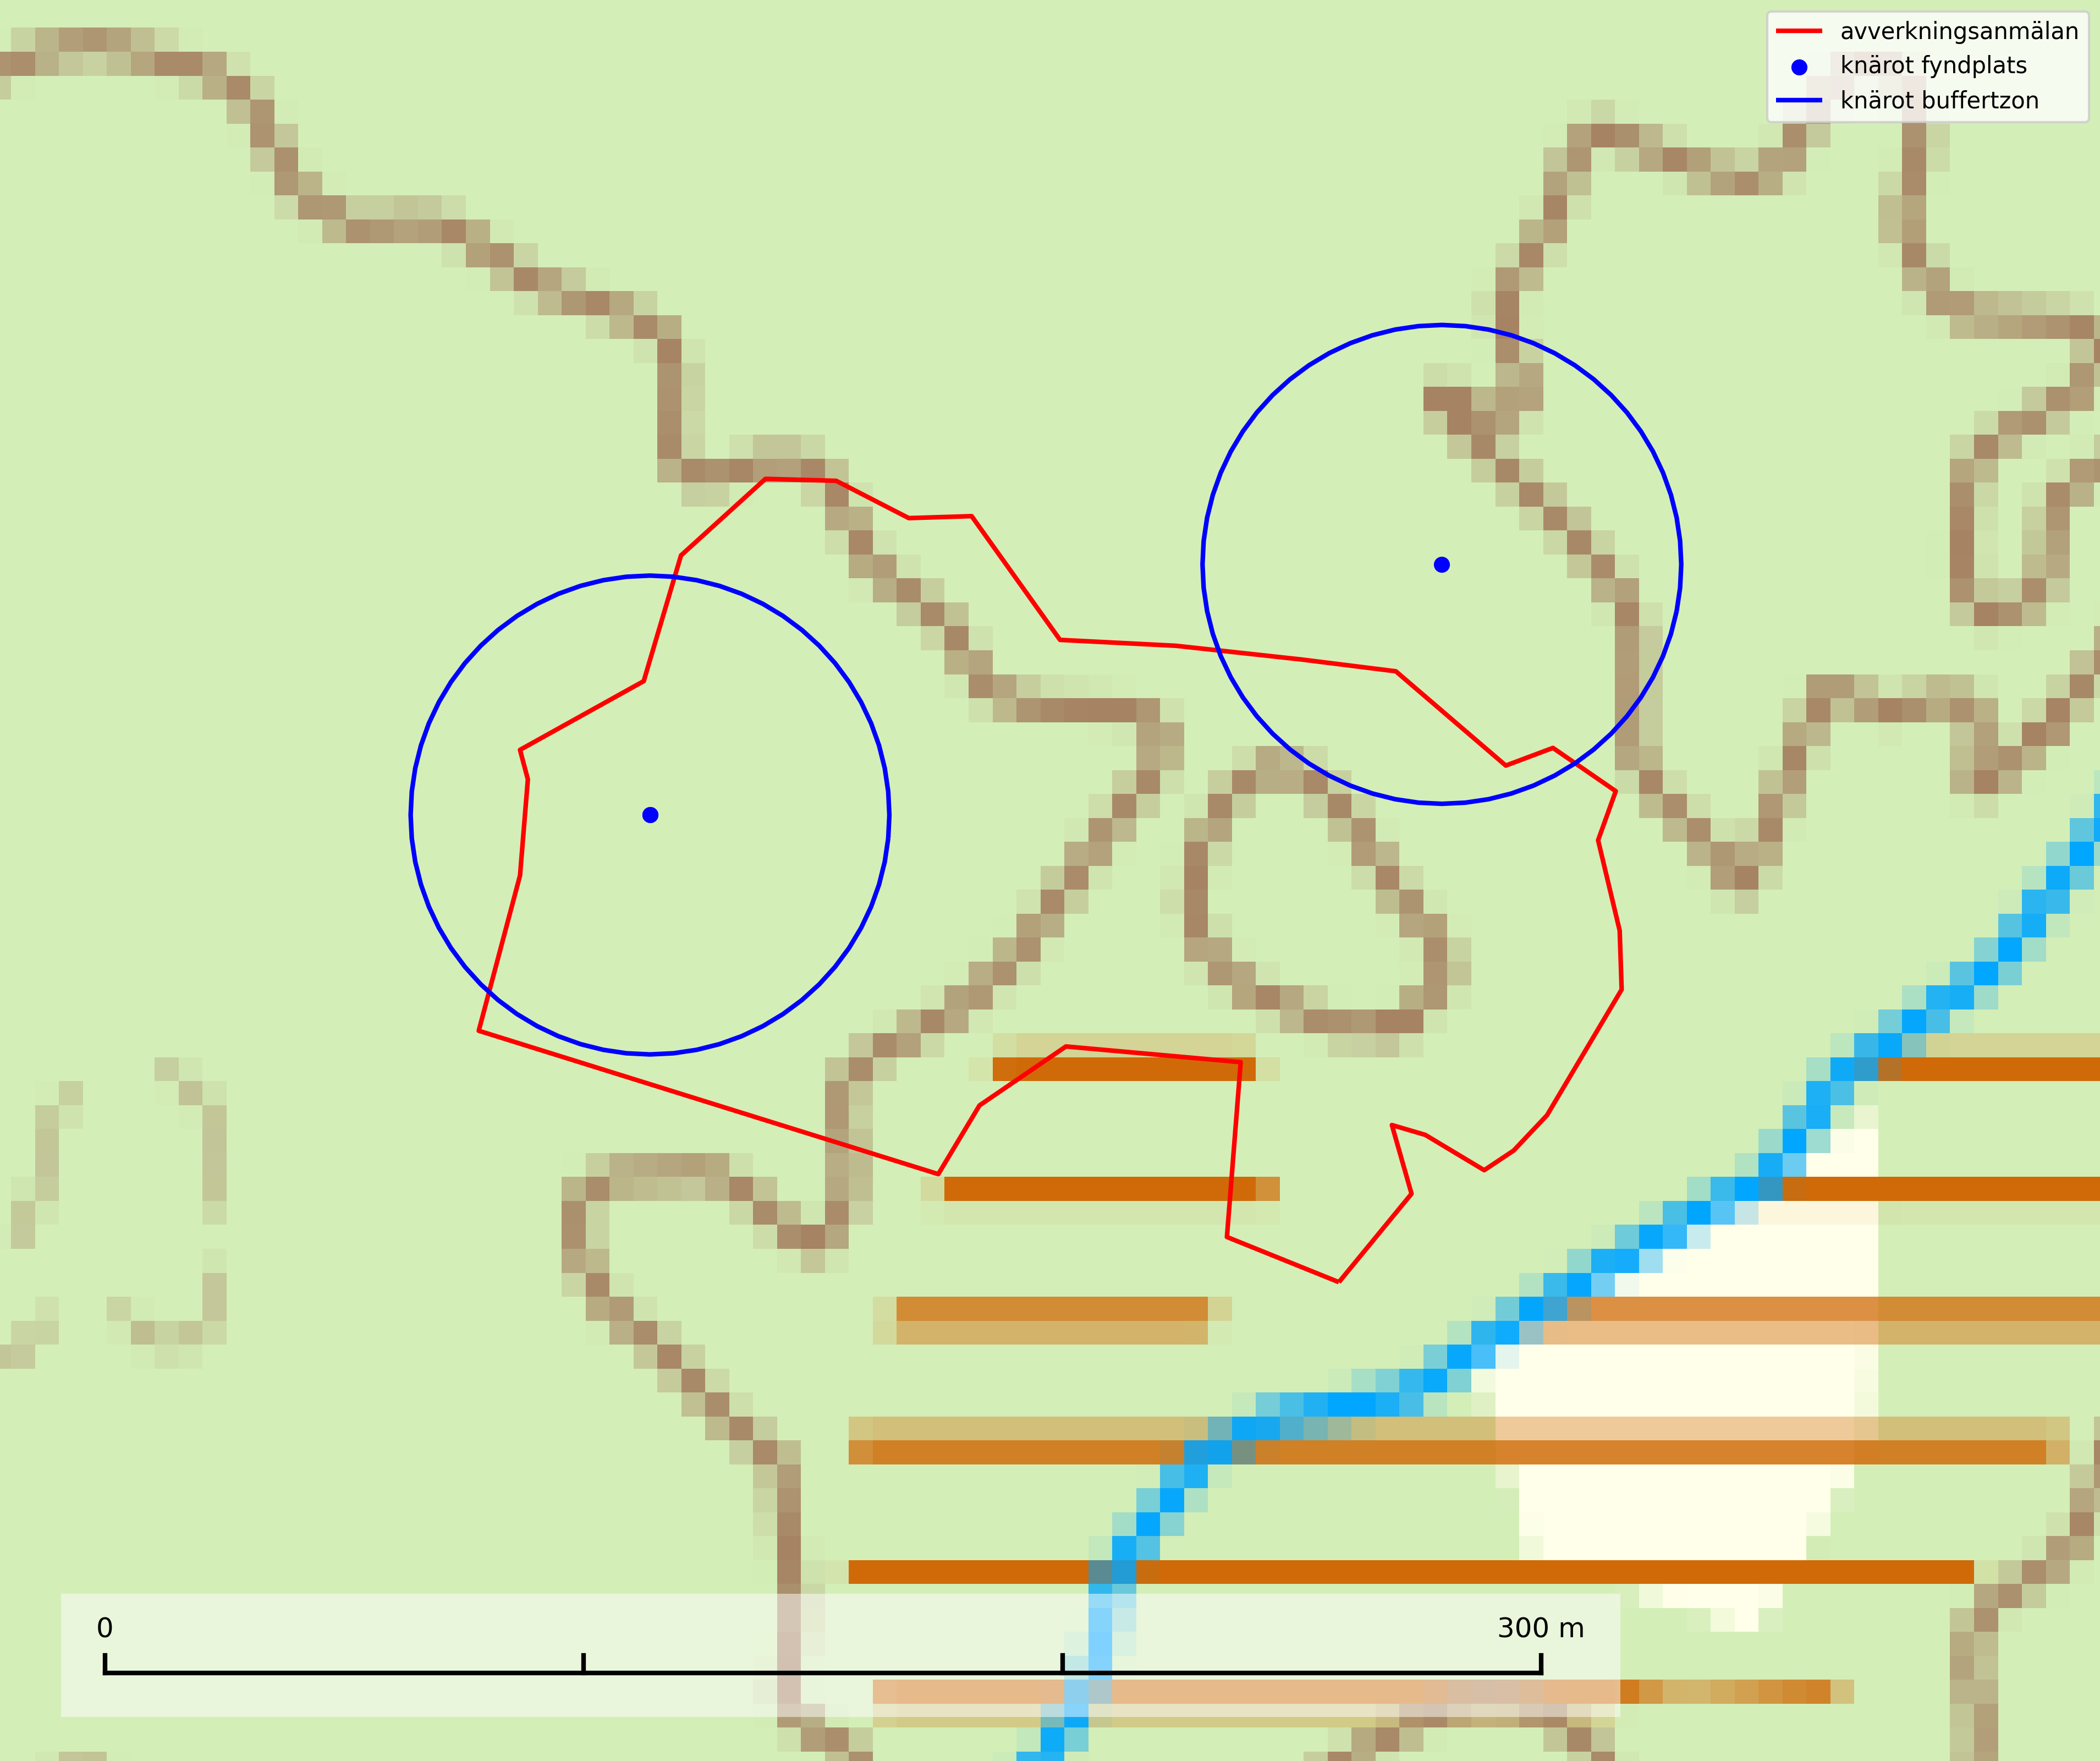 avverkningsanmälan
knärot fyndplats
knärot buffertzon
0
300 m